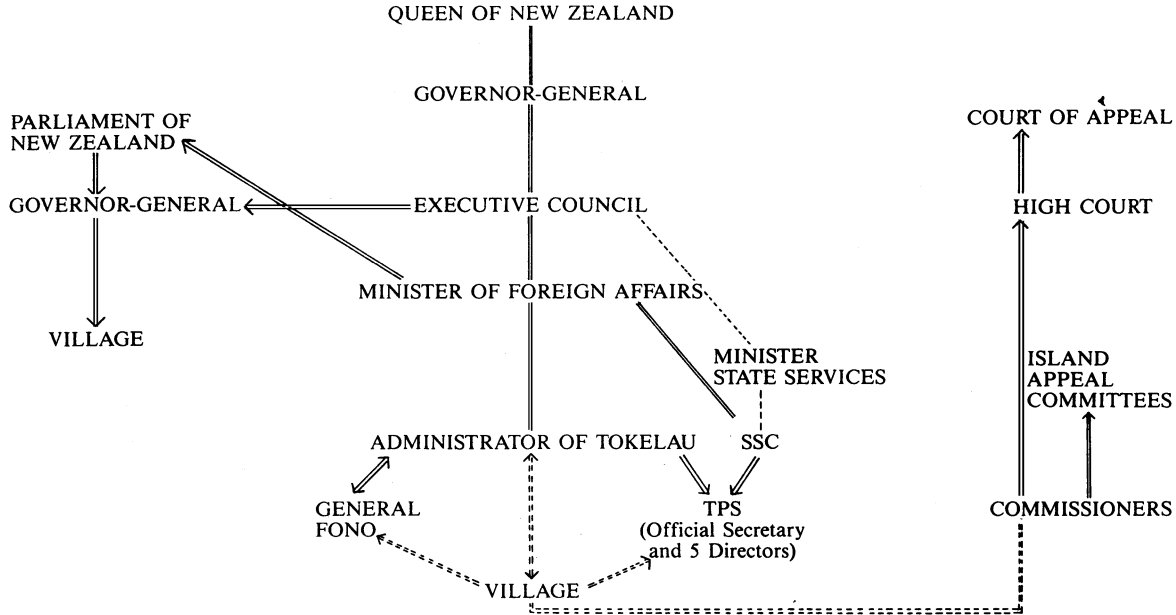 QUEEN OF NEW ZEALAND
GOVERNOR-GENERAL
PARLIAMENT OF
NEW ZEALAND
COURT OF APPEAL
GOVERNOR-GENERAL
EXECUTIVE COUNCIL
HIGH COURT
MINISTER OF FOREIGN AFFAIRS
VILLAGE
MINISTER
STATE SERVICES
ISLAND
APPEAL
COMMITTEES
ADMINISTRATOR OF TOKELAU
SSC
GENERAL
FONO
TPS
(Official Secretary
and 5 Directors)
COMMISSIONERS
VILLAGE